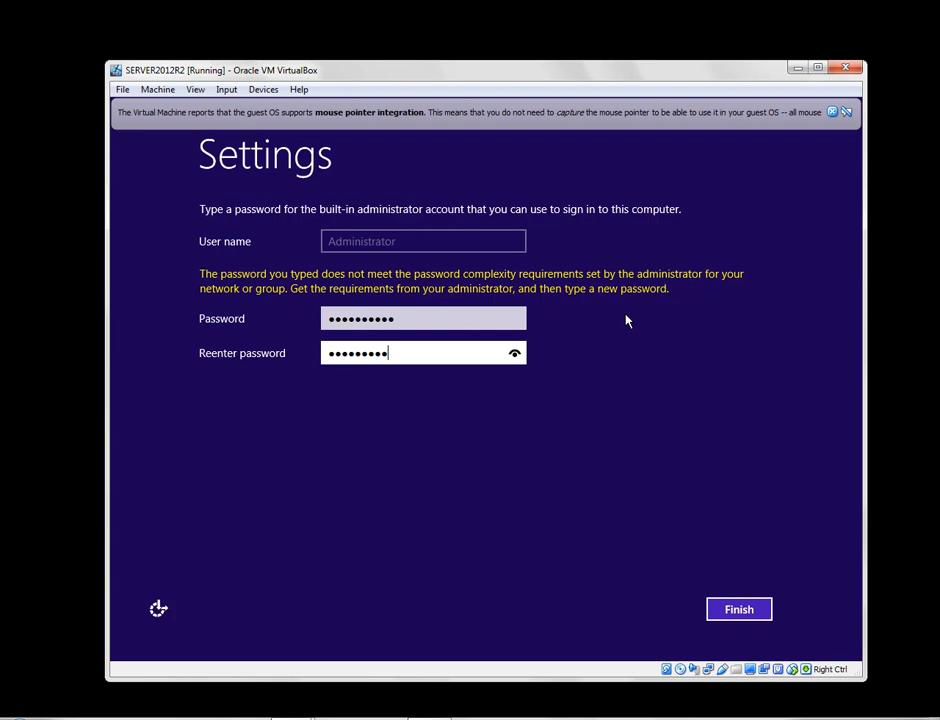 SERVER2012R2 [Running] - Oracle VM VirtualBox
File Machine View Input Devices Help
The Virtual Machine reports that the guest OS supports mouse pointer integration. This means that you do not need to capture the mouse pointer to be able to use it in your guest OS -- all mouse
Settings
Type a password for the built-in administrator account that you can use to sign in to this computer.
User name Administrator
The password you typed does not meet the password complexity requirements set by the administrator for your
network or group. Get the requirements from your administrator, and then type a new password.
Password ●●●●●●●●●●
Reenter password ●●●●●●●●●
Finish
Right Ctrl